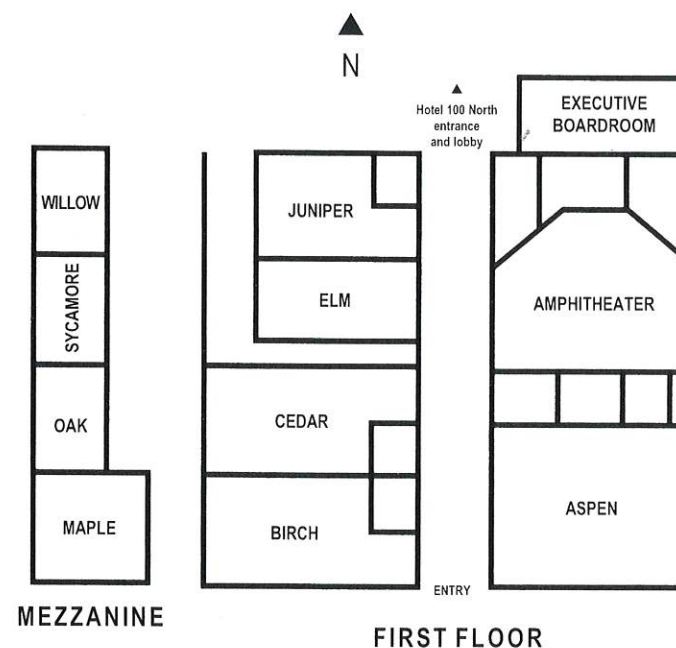 N
Hotel 100 North
entrance
and lobby
EXECUTIVE
BOARDROOM
WILLOW
JUNIPER
SYCAMORE
ELM
AMPHITHEATER
OAK
CEDAR
MAPLE
BIRCH
ASPEN
ENTRY
MEZZANINE
FIRST FLOOR